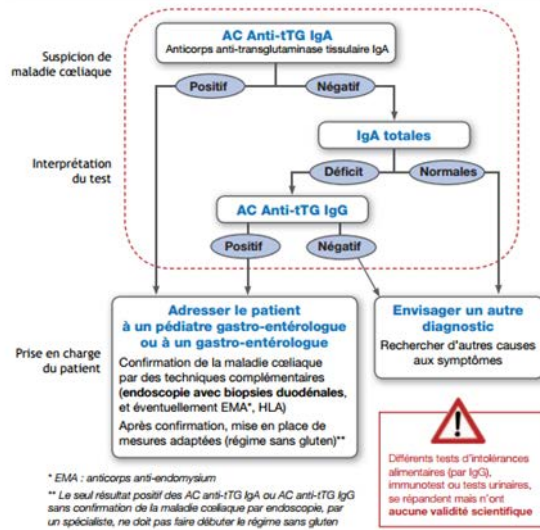 AC Anti-tTG IgA
Anticorps anti-transglutaminase tissulaire IgA
Suspicion de
maladie cœliaque
Positif
Négatif
IgA totales
Interprétation
du test
Déficit
Normales
AC Anti-tTG IgG
Positif
Négatif
Prise en charge
du patient
Adresser le patient
à un pédiatre gastro-entérologue
ou à un gastro-entérologue
Confirmation de la maladie cœliaque
par des techniques complémentaires
(endoscopie avec biopsies duodénales,
et éventuellement EMA*, HLA)
Après confirmation, mise en place de
mesures adaptées (régime sans gluten)**
Envisager un autre
diagnostic
Rechercher d'autres causes
aux symptômes
* EMA : anticorps anti-endomysium
** Le seul résultat positif des AC anti-tTG IgA ou AC anti-tTG IgG
sans confirmation de la maladie cœliaque par endoscopie, par
un spécialiste, ne doit pas faire débuter le régime sans gluten
!
Différents tests d'intolérances
alimentaires (par IgG),
immunotest ou tests urinaires,
se répandent mais n'ont
aucune validité scientifique